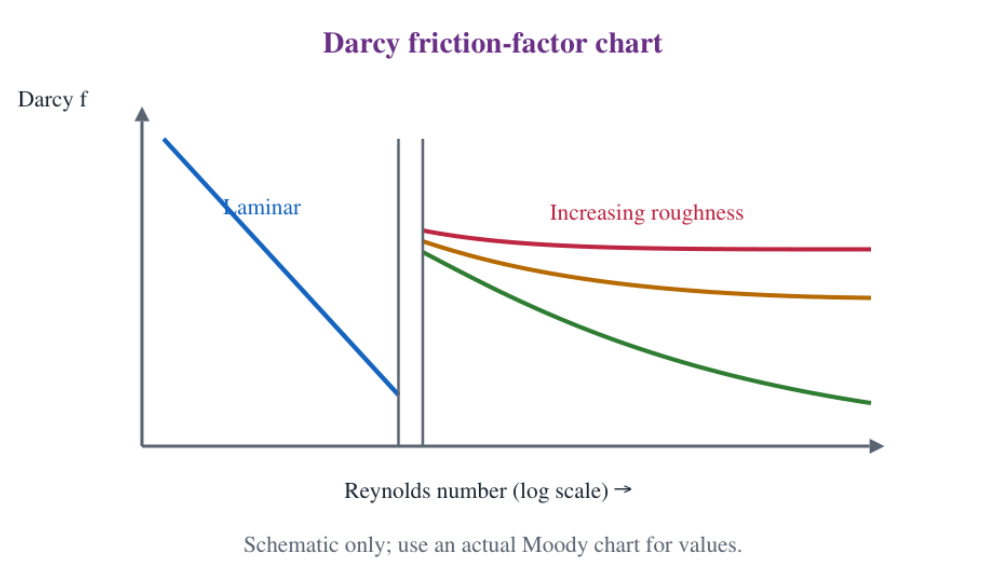 Darcy friction-factor chart
Darcy f
Laminar
Increasing roughness
Reynolds number (log scale) →
Schematic only; use an actual Moody chart for values.